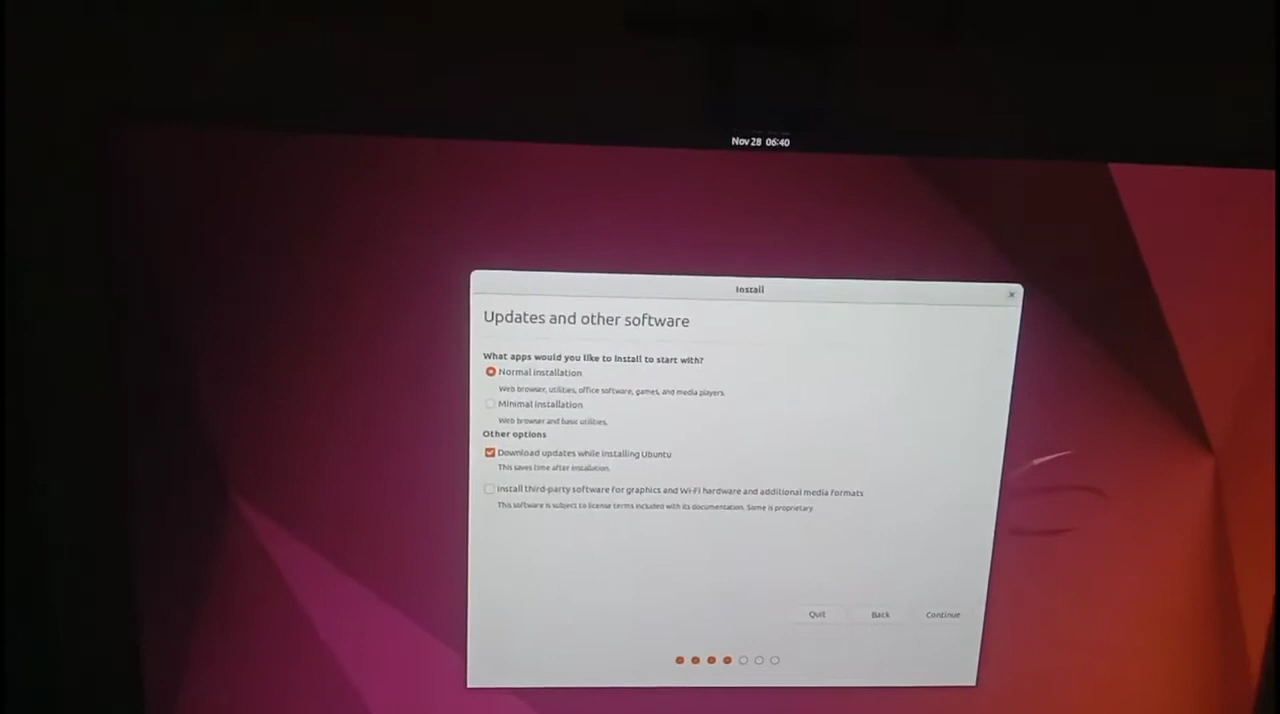 Nov 28 06:40
Install
Updates and other software
What apps would you like to install to start with?
Normal installation
Web browser, utilities, office software, games, and media players.
Minimal installation
Web browser and basic utilities.
Other options
Download updates while installing Ubuntu
This saves time after installation.
Install third-party software for graphics and Wi-Fi hardware and additional media formats
This software is subject to license terms included with its documentation. Some is proprietary.
Quit Back Continue